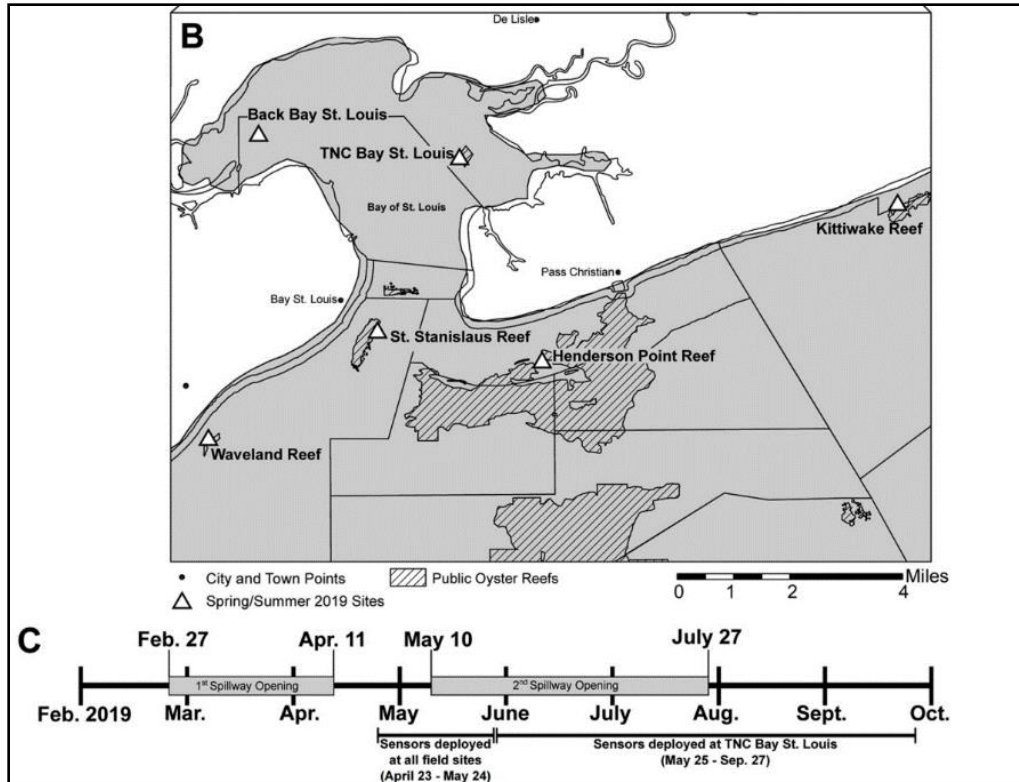 B
De Lisle
Back Bay St. Louis
TNC Bay St. Louis
Bay of St. Louis
Kittiwake Reef
Pass Christian
Bay St. Louis
St. Stanislaus Reef
Henderson Point Reef
Waveland Reef
City and Town Points
Public Oyster Reefs
Spring/Summer 2019 Sites
Miles
0 1 2 4
C
Feb. 27 Apr. 11 May 10 July 27
1st Spillway Opening 2nd Spillway Opening
Feb. 2019 Mar. Apr. May June July Aug. Sept. Oct.
Sensors deployed
at all field sites
(April 23 - May 24)
Sensors deployed at TNC Bay St. Louis
(May 25 - Sep. 27)